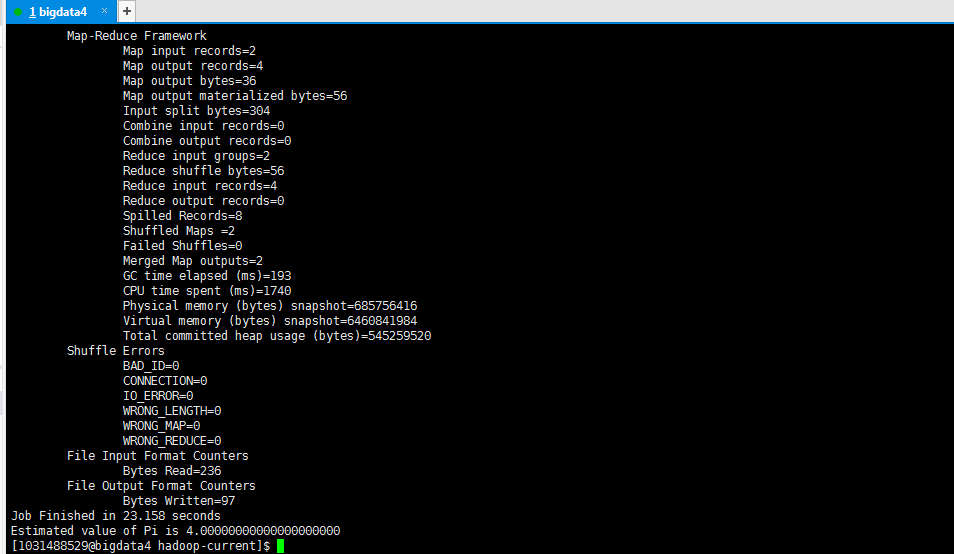 1 bigdata4 × +
Map-Reduce Framework
Map input records=2
Map output records=4
Map output bytes=36
Map output materialized bytes=56
Input split bytes=304
Combine input records=0
Combine output records=0
Reduce input groups=2
Reduce shuffle bytes=56
Reduce input records=4
Reduce output records=0
Spilled Records=8
Shuffled Maps =2
Failed Shuffles=0
Merged Map outputs=2
GC time elapsed (ms)=193
CPU time spent (ms)=1740
Physical memory (bytes) snapshot=685756416
Virtual memory (bytes) snapshot=6460841984
Total committed heap usage (bytes)=545259520
Shuffle Errors
BAD_ID=0
CONNECTION=0
IO_ERROR=0
WRONG_LENGTH=0
WRONG_MAP=0
WRONG_REDUCE=0
File Input Format Counters
Bytes Read=236
File Output Format Counters
Bytes Written=97
Job Finished in 23.158 seconds
Estimated value of Pi is 4.00000000000000000000
[1031488529@bigdata4 hadoop-current]$